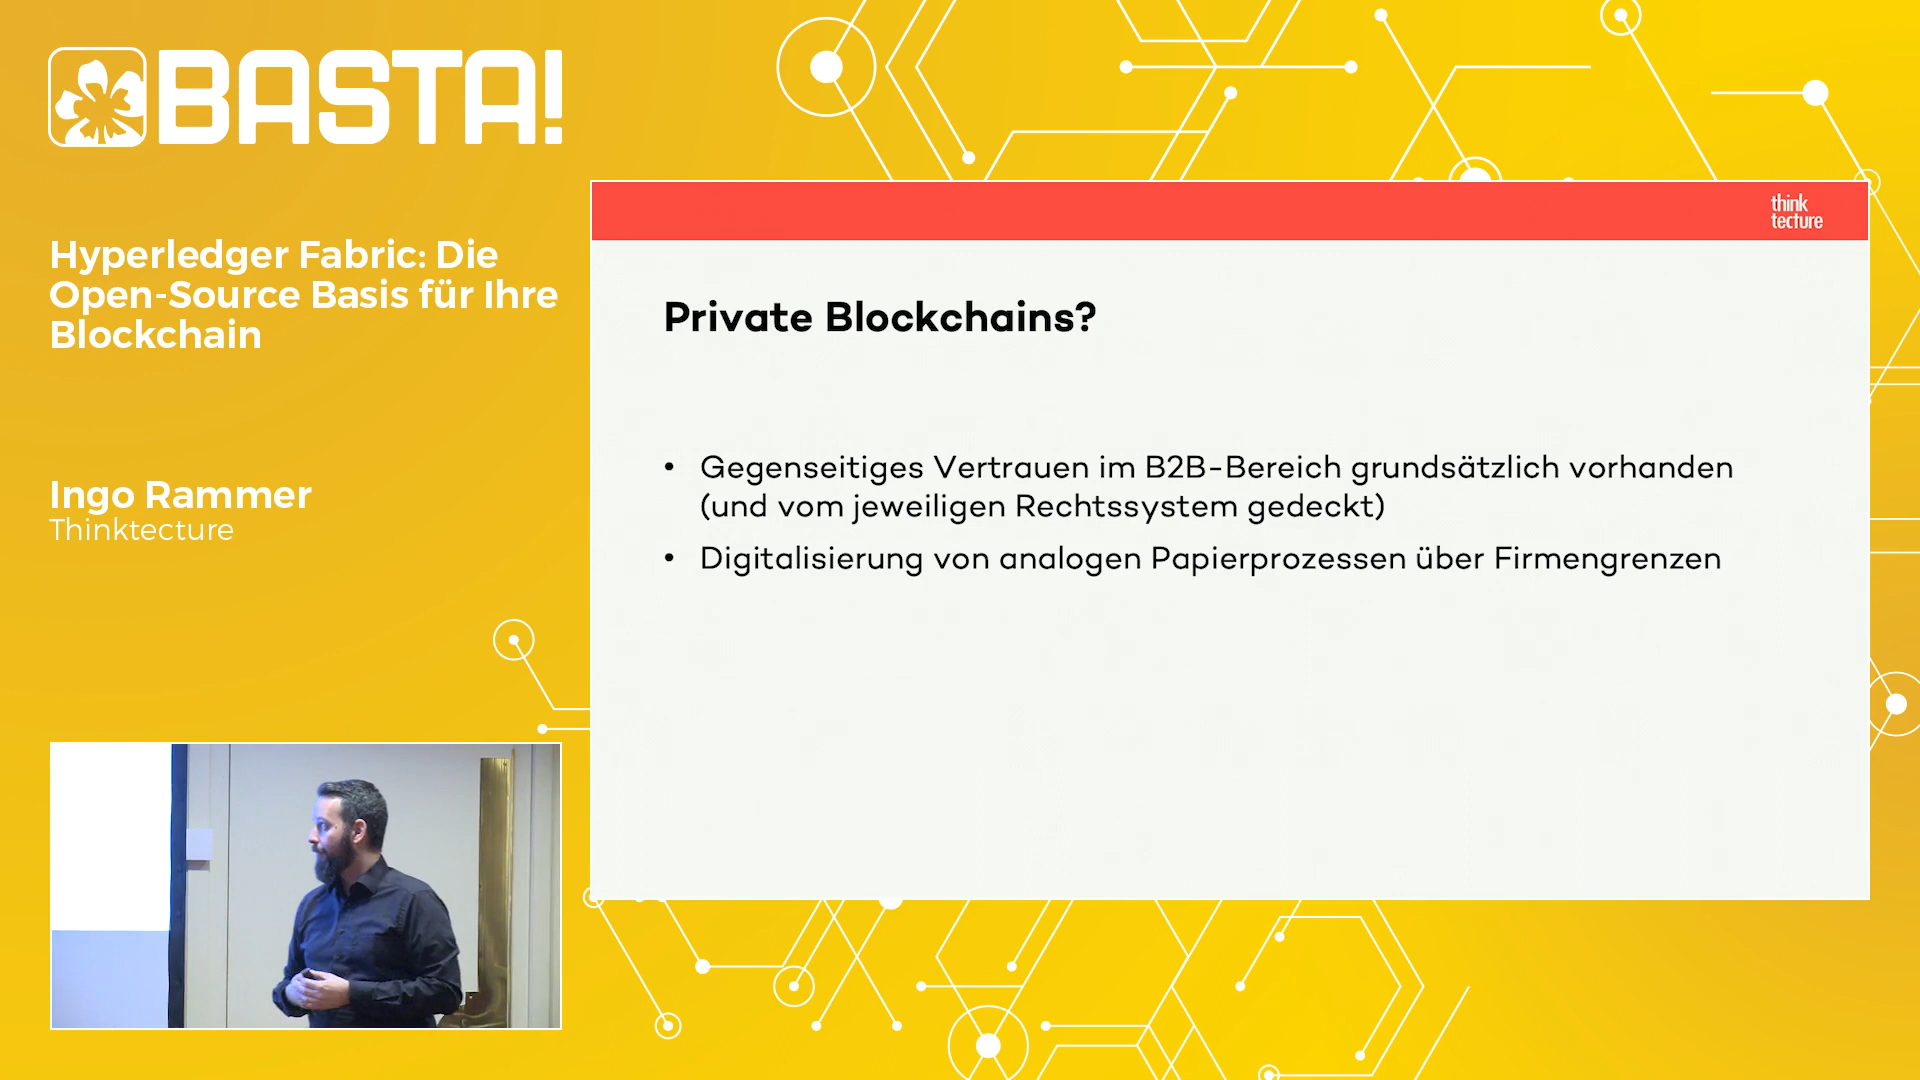 BASTA!
Hyperledger Fabric: Die
Open-Source Basis für Ihre
Blockchain
Ingo Rammer
Thinktecture
think
tecture
Private Blockchains?
• Gegenseitiges Vertrauen im B2B-Bereich grundsätzlich vorhanden
(und vom jeweiligen Rechtssystem gedeckt)
• Digitalisierung von analogen Papierprozessen über Firmengrenzen